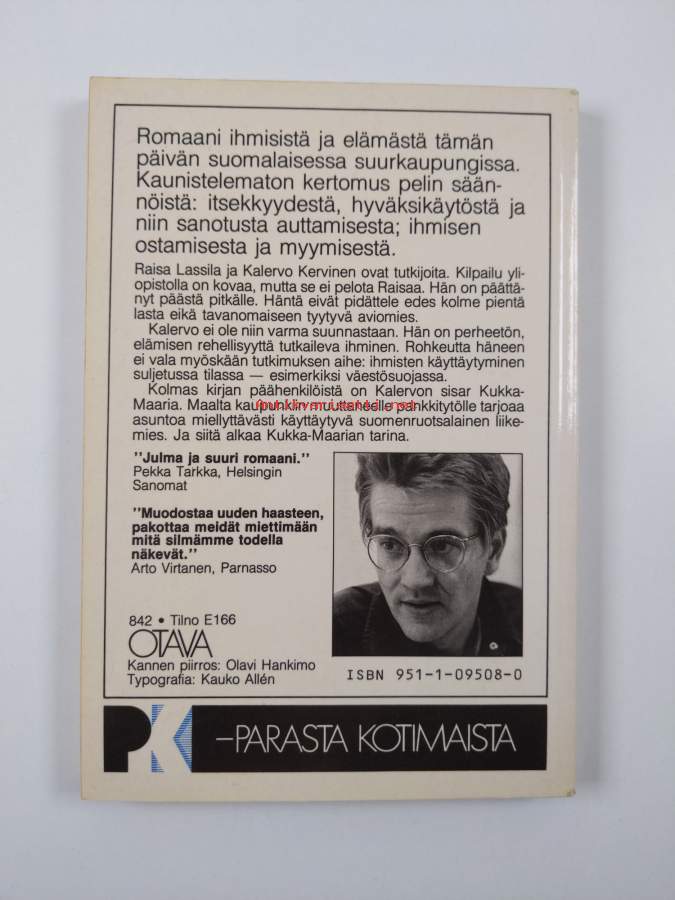 Romaani ihmisistä ja elämästä tämän
päivän suomalaisessa suurkaupungissa.
Kaunistelematon kertomus pelin sään-
nöistä: itsekkyydestä, hyväksikäytöstä ja
niin sanotusta auttamisesta; ihmisen
ostamisesta ja myymisestä.
Raisa Lassila ja Kalervo Kervinen ovat tutkijoita. Kilpailu yli-
opistolla on kovaa, mutta se ei pelota Raisaa. Hän on päättä-
nyt päästä pitkälle. Häntä eivät pidättele edes kolme pientä
lasta eikä tavanomaiseen tyytyvä aviomies.
Kalervo ei ole niin varma suunnastaan. Hän on perheetön,
elämisen rehellisyyttä tutkaileva ihminen. Rohkeutta häneen
ei vala myöskään tutkimuksen aihe: ihmisten käyttäytyminen
suljetussa tilassa — esimerkiksi väestösuojassa.
Kolmas kirjan päähenkilöistä on Kalervon sisar Kukka-
Maaria. Maalta kaupunkiin muuttaneelle pankkitytölle tarjoaa
asuntoa miellyttävästi käyttäytyvä suomenruotsalainen liike-
mies. Ja siitä alkaa Kukka-Maarian tarina.
"Julma ja suuri romaani."
Pekka Tarkka, Helsingin
Sanomat
"Muodostaa uuden haasteen,
pakottaa meidät miettimään
mitä silmämme todella
näkevät."
Arto Virtanen, Parnasso
842 • Tilno E166
OTAVA
Kannen piirros: Olavi Hankimo
Typografia: Kauko Allén
ISBN 951-1-09508-0
PK –PARASTA KOTIMAISTA